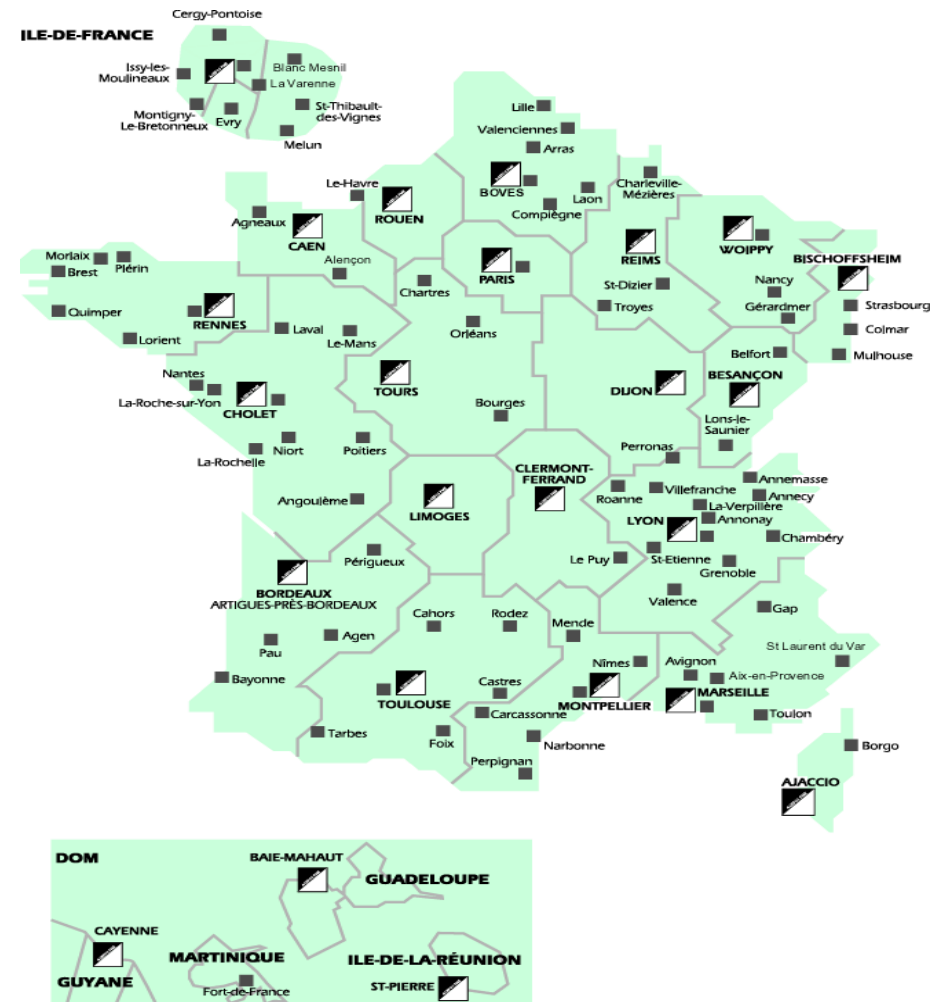 Cergy-Pontoise
ILE-DE-FRANCE
Issy-les-
Moulineaux
Blanc Mesnil
La Varenne
Montigny-
Le-Bretonneux
Evry
St-Thibault-
des-Vignes
Melun
Lille
Valenciennes
Arras
BOVES
Laon
Compiègne
Charleville-
Mézières
Le-Havre
ROUEN
Agneaux
CAEN
Alençon
PARIS
REIMS
WOIPPY
BISCHOFFSHEIM
Morlaix
Plérin
Brest
Quimper
RENNES
Lorient
Laval
Le-Mans
Chartres
Orléans
St-Dizier
Troyes
Nancy
Gérardmer
Strasbourg
Colmar
Mulhouse
Belfort
BESANÇON
Nantes
La-Roche-sur-Yon
CHOLET
TOURS
Bourges
DIJON
Lons-le-
Saunier
La-Rochelle
Niort
Poitiers
Perronas
Angoulême
LIMOGES
CLERMONT-
FERRAND
Roanne
Villefranche
Annemasse
Annecy
La-Verpilière
LYON
Annonay
Chambéry
Périgueux
Le Puy
St-Etienne
Grenoble
Valence
BORDEAUX
ARTIGUES-PRÈS-BORDEAUX
Cahors
Rodez
Mende
Gap
Pau
Agen
Bayonne
St Laurent du Var
Nîmes
Avignon
Aix-en-Provence
TOULOUSE
Castres
MONTPELLIER
MARSEILLE
Carcassonne
Toulon
Tarbes
Foix
Narbonne
Perpignan
Borgo
AJACCIO
DOM
BAIE-MAHAUT
GUADELOUPE
CAYENNE
GUYANE
MARTINIQUE
Fort-de-France
ILE-DE-LA-RÉUNION
ST-PIERRE